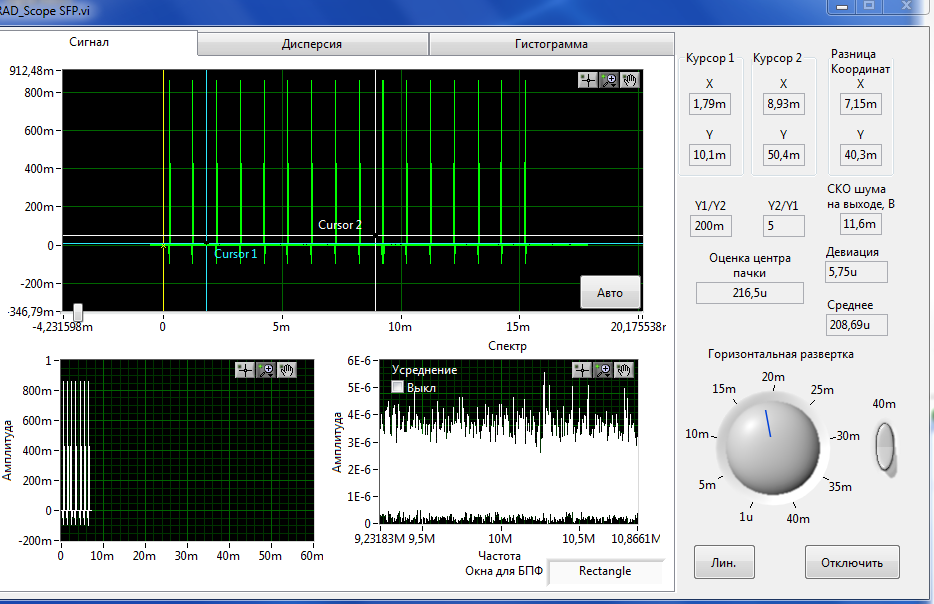 RAD_Scope SFP.vi
Сигнал
Дисперсия
Гистограмма
912,48m
800m
600m
400m
200m
0
-200m
-346,79m
-4,231598m
0
5m
10m
15m
20,175538m
Cursor 2
Cursor 1
Авто
Курсор 1
X
1,79m
Y
10,1m
Курсор 2
X
8,93m
Y
50,4m
Разница
Координат
X
7,15m
Y
40,3m
Y1/Y2
200m
Y2/Y1
5
СКО шума
на выходе, В
11,6m
Оценка центра
пачки
216,5u
Девиация
5,75u
Среднее
208,69u
Амплитуда
1
800m
600m
400m
200m
0
-200m
0
10m
20m
30m
40m
50m
60m
Спектр
Усреднение
Выкл
Амплитуда
6E-6
5E-6
4E-6
3E-6
2E-6
1E-6
0
9,23183M
9,5M
10M
10,5M
10,8661M
Частота
Окна для БПФ
Rectangle
Горизонтальная развертка
1u
5m
10m
15m
20m
25m
30m
35m
40m
40m
Лин.
Отключить